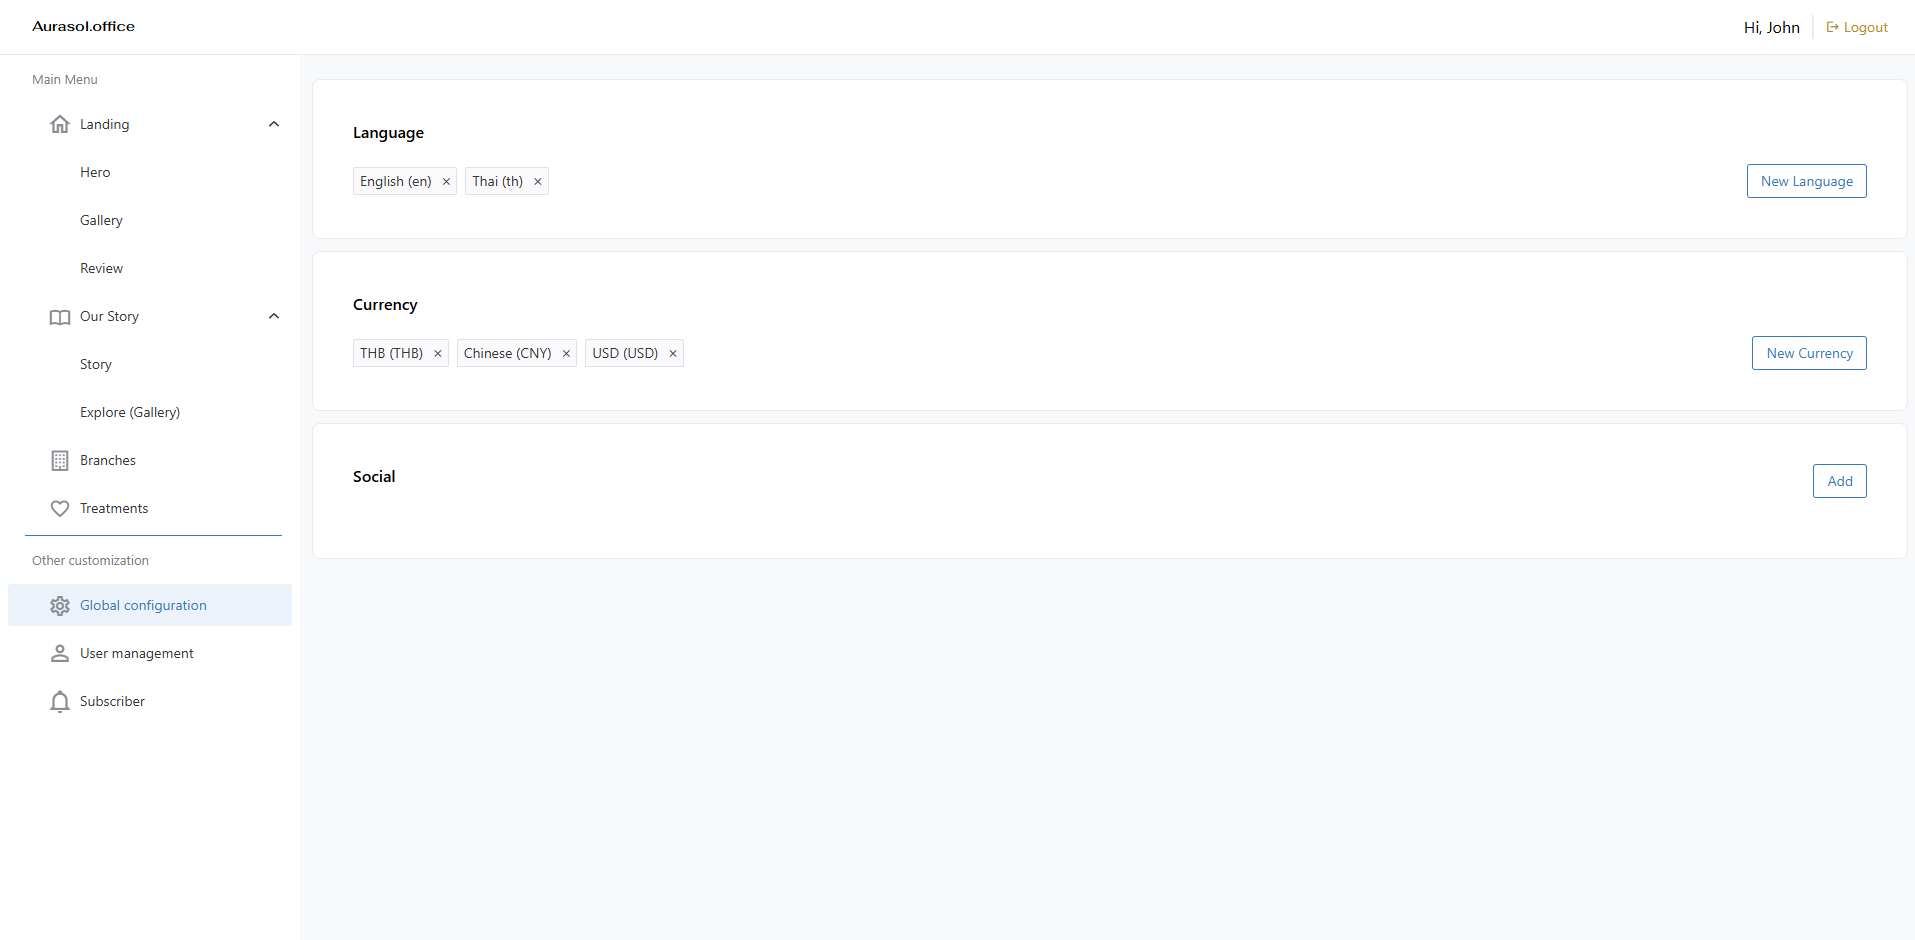 Aurasol.office
Hi, John
Logout
Main Menu
Landing
Hero
Gallery
Review
Our Story
Story
Explore (Gallery)
Branches
Treatments
Other customization
Global configuration
User management
Subscriber
Language
English (en) × Thai (th) ×
New Language
Currency
THB (THB) × Chinese (CNY) × USD (USD) ×
New Currency
Social
Add